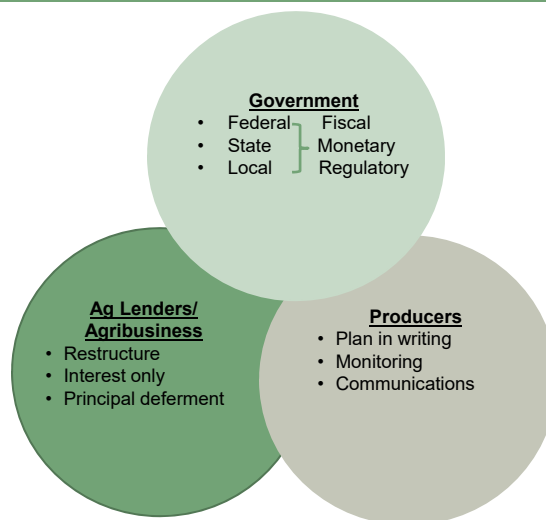 Government
• Federal Fiscal
• State Monetary
• Local Regulatory
Ag Lenders/
Agribusiness
• Restructure
• Interest only
• Principal deferment
Producers
• Plan in writing
• Monitoring
• Communications